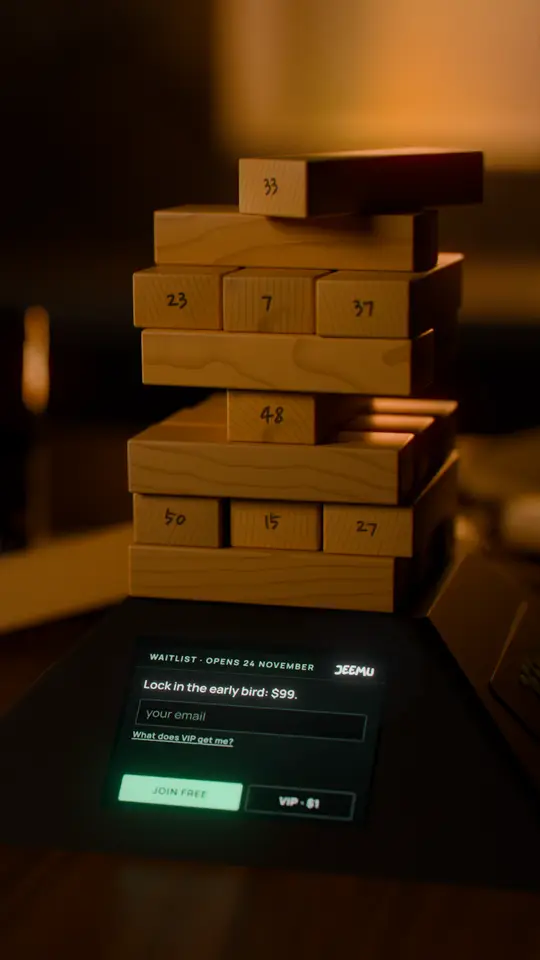 33
23 7 37
48
50 15 27
WAITLIST · OPENS 24 NOVEMBER JEEMU
Lock in the early bird: $99.
your email
What does VIP get me?
JOIN FREE VIP · $1